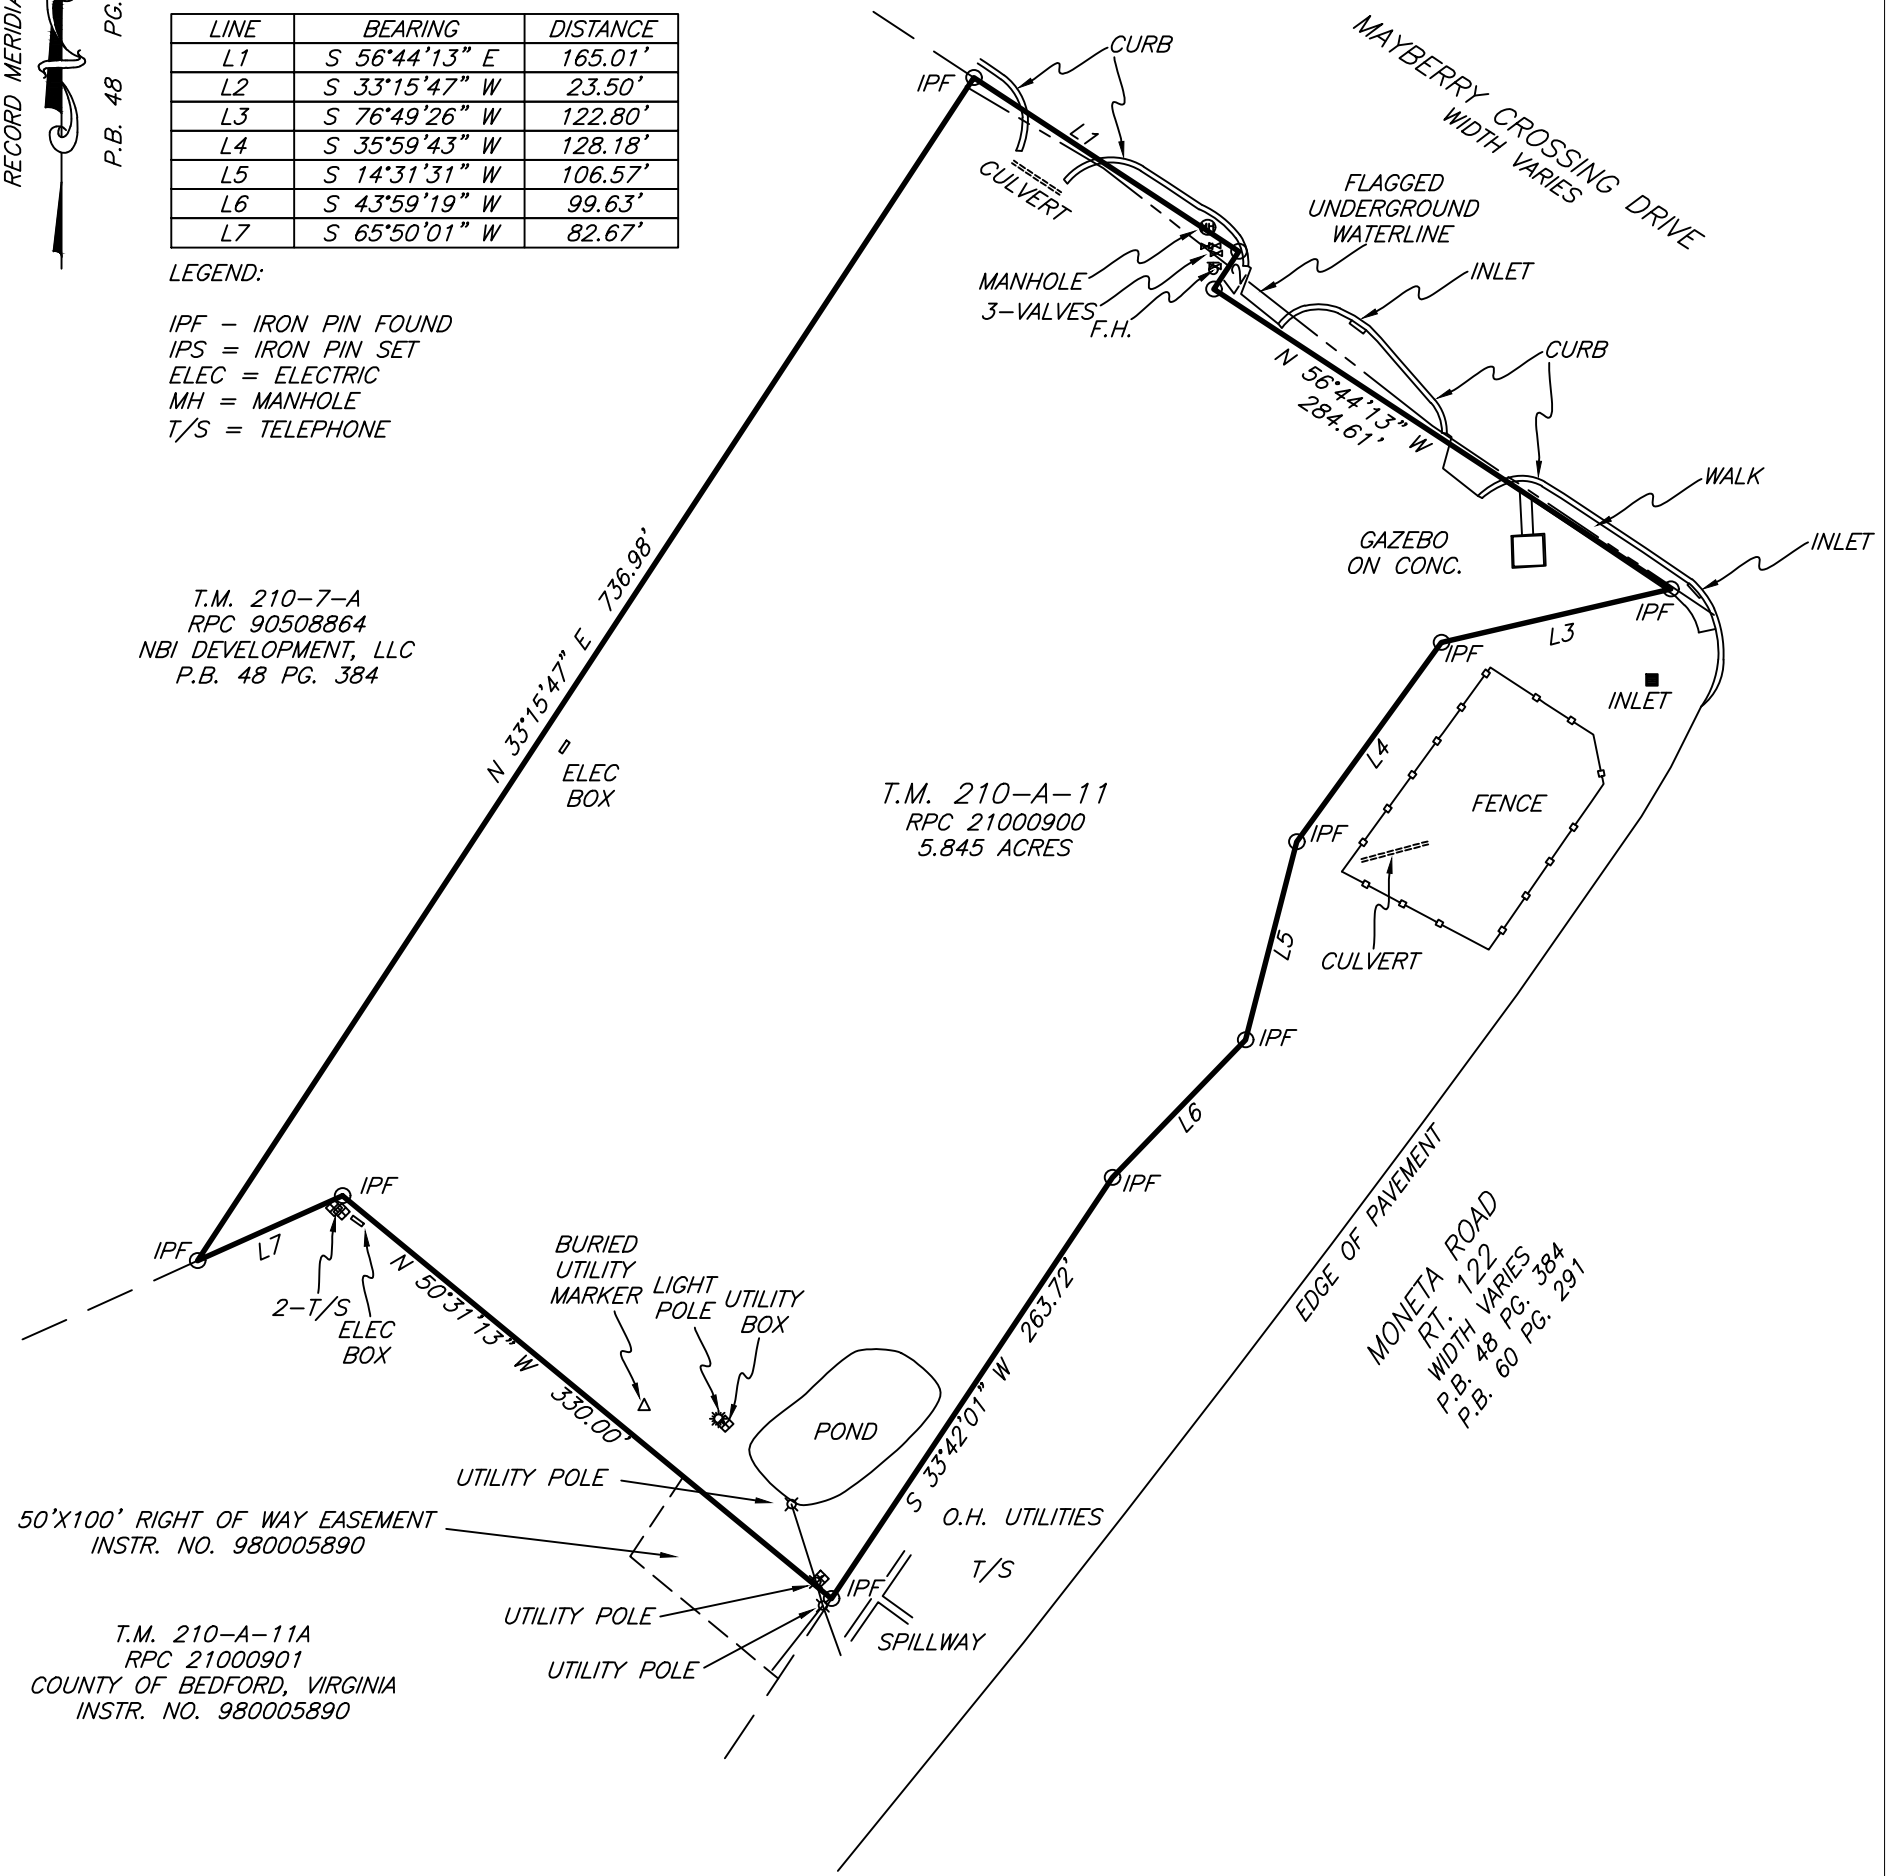 RECORD MERIDIA
P.B. 48 PG.
LINE BEARING DISTANCE
L1 S 56°44'13" E 165.01'
L2 S 33°15'47" W 23.50'
L3 S 76°49'26" W 122.80'
L4 S 35°59'43" W 128.18'
L5 S 14°31'31" W 106.57'
L6 S 43°59'19" W 99.63'
L7 S 65°50'01" W 82.67'
LEGEND:
IPF - IRON PIN FOUND
IPS = IRON PIN SET
ELEC = ELECTRIC
MH = MANHOLE
T/S = TELEPHONE
MAYBERRY CROSSING DRIVE
WIDTH VARIES
CURB
IPF
L1
CULVERT
FLAGGED
UNDERGROUND
WATERLINE
INLET
MANHOLE
3-VALVES
F.H.
L2
CURB
N 56°44'13" W
284.61'
WALK
INLET
GAZEBO
ON CONC.
IPF
L3
IPF
INLET
N 33°15'47" E 736.98'
T.M. 210-7-A
RPC 90508864
NBI DEVELOPMENT, LLC
P.B. 48 PG. 384
ELEC
BOX
T.M. 210-A-11
RPC 21000900
5.845 ACRES
L4
FENCE
IPF
CULVERT
L5
IPF
L6
IPF
EDGE OF PAVEMENT
MONETA ROAD
RT. 122
WIDTH VARIES
P.B. 48 PG. 384
P.B. 60 PG. 291
IPF
IPF
L7
2-T/S
ELEC
BOX
N 50°31'13" W 330.00'
BURIED
UTILITY
MARKER
LIGHT
POLE
UTILITY
BOX
POND
S 33°42'01" W 263.72'
UTILITY POLE
50'X100' RIGHT OF WAY EASEMENT
INSTR. NO. 980005890
O.H. UTILITIES
T/S
IPF
UTILITY POLE
SPILLWAY
UTILITY POLE
T.M. 210-A-11A
RPC 21000901
COUNTY OF BEDFORD, VIRGINIA
INSTR. NO. 980005890